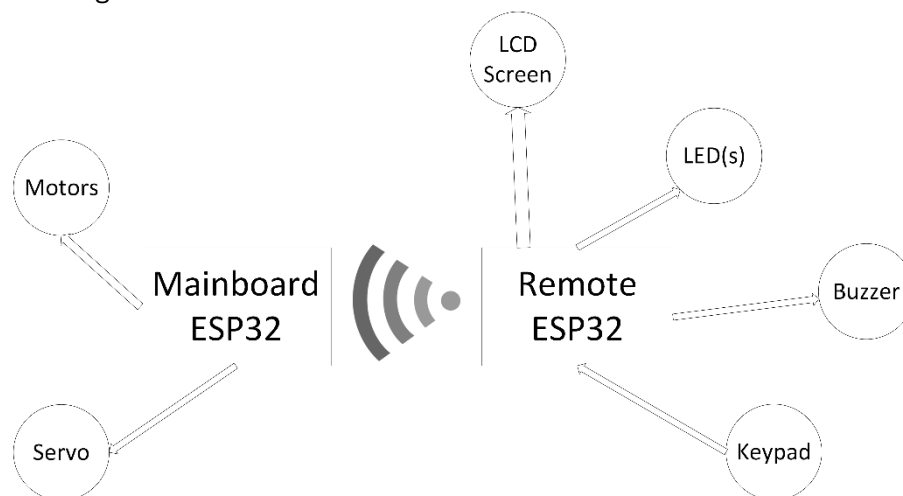 LCD
Screen
LED(s)
Motors
Mainboard
ESP32
Remote
ESP32
Buzzer
Servo
Keypad